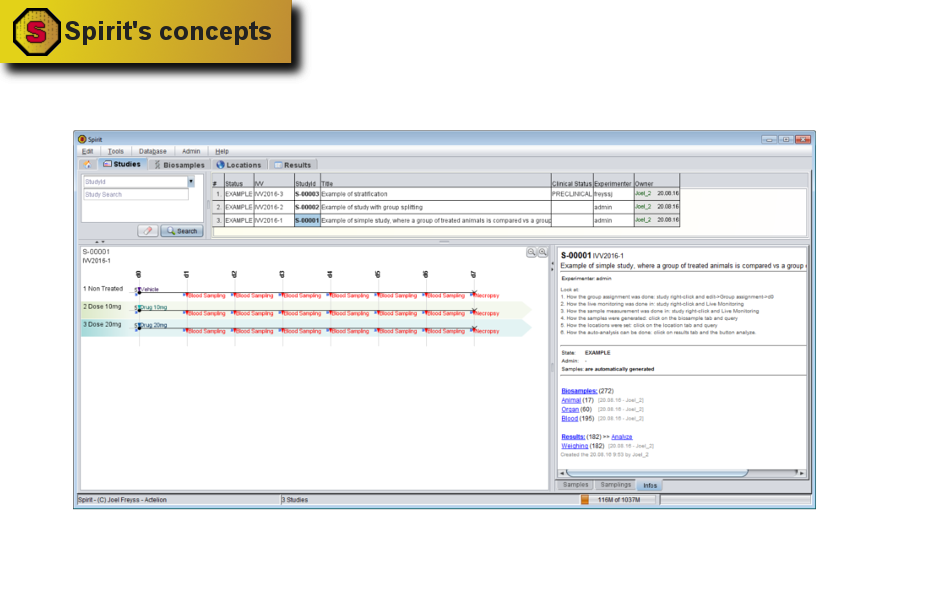 S Spirit's concepts
Spirit
Edit Tools Database Admin Help
Studies Biosamples Locations Results
StudyId
Study Search
Search
# Status IVV StudyId Title Clinical Status Experimenter Owner
1. EXAMPLE IVV2016-3 S-00003 Example of stratification PRECLINICAL freyssj Joel_2 20.08.16
2. EXAMPLE IVV2016-2 S-00002 Example of study with group splitting admin Joel_2 20.08.16
3. EXAMPLE IVV2016-1 S-00001 Example of simple study, where a group of treated animals is compared vs a group admin Joel_2 20.08.16
S-00001
IVV2016-1
d0 d1 d2 d3 d4 d5 d6 d7
1 Non Treated Vehicle
Blood Sampling Blood Sampling Blood Sampling Blood Sampling Blood Sampling Blood Sampling Necropsy
2 Dose 10mg Drug 10mg
Blood Sampling Blood Sampling Blood Sampling Blood Sampling Blood Sampling Blood Sampling Necropsy
3 Dose 20mg Drug 20mg
Blood Sampling Blood Sampling Blood Sampling Blood Sampling Blood Sampling Blood Sampling Necropsy
S-00001 IVV2016-1
Example of simple study, where a group of treated animals is compared vs a group
Experimenter admin
Look at:
1. How the group assignment was done: study right-click and edit->Group assignment->d0
2. How the live monitoring was done in: study right-click and Live Monitoring
3. How the sample measurement was done in: study right-click and Live Monitoring
4. How the samples were generated: click on the biosample tab and query
5. How the locations were set: click on the location tab and query
6. How the auto-analysis can be done: click on results tab and the button analyse.
State: EXAMPLE
Admin: -
Samples: are automatically generated
Biosamples: (272)
Animal (17) [20.08.16 - Joel_2]
Organ (60) [20.08.16 - Joel_2]
Blood (195) [20.08.16 - Joel_2]
Results: (182) >> Analyze
Weighing (182) [20.08.16 - Joel_2]
Created the 20.08.16 9:53 by Joel_2
Samples Samplings Infos
Spirit - (C) Joel Freyss - Actelion 3 Studies 116M of 1037M